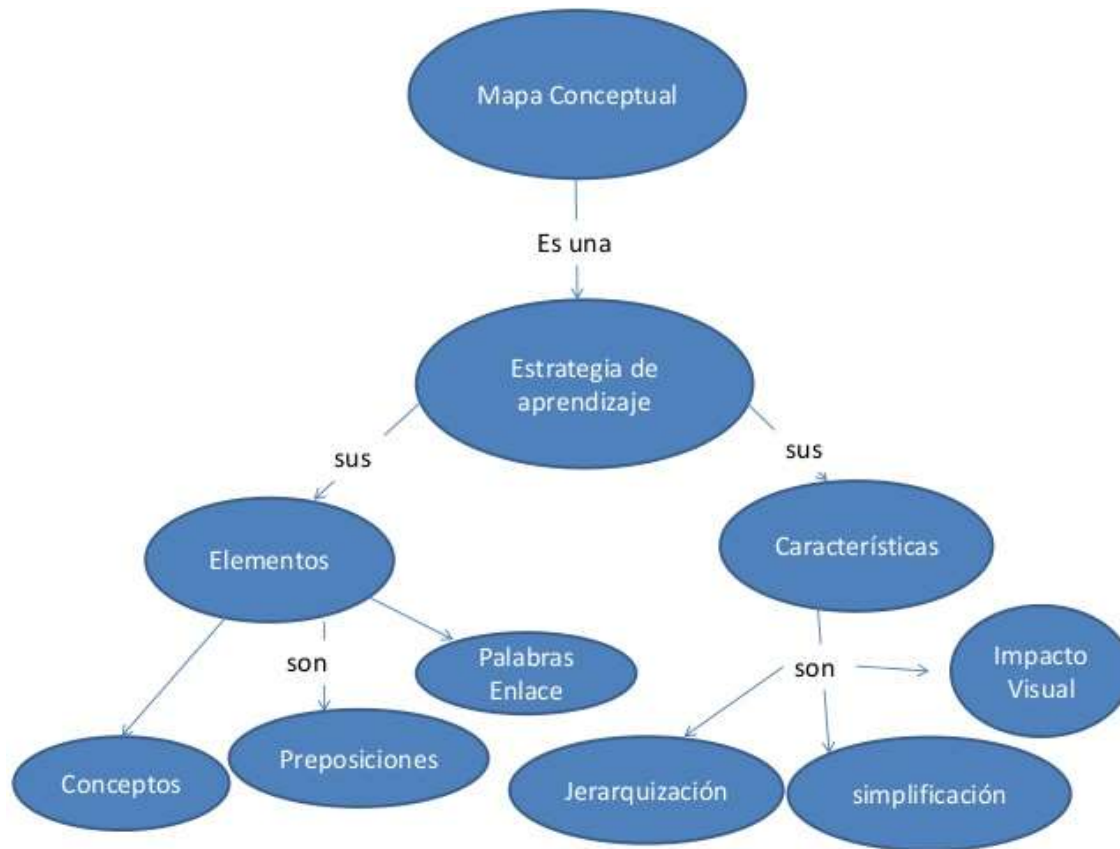 Mapa Conceptual
Es una
Estrategia de
aprendizaje
sus
sus
Elementos
Características
son
Palabras
Enlace
son
Impacto
Visual
Conceptos
Preposiciones
Jerarquización
simplificación